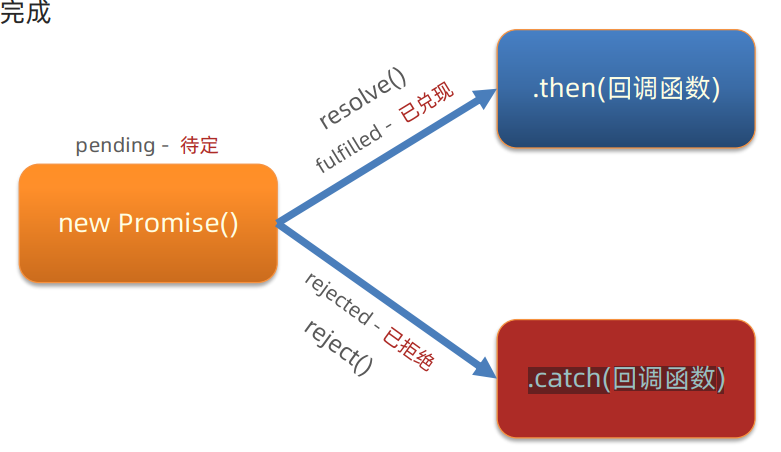 完成
pending - 待定
new Promise()
resolve()
fulfilled - 已兑现
.then(回调函数)
rejected - 已拒绝
reject()
.catch(回调函数)